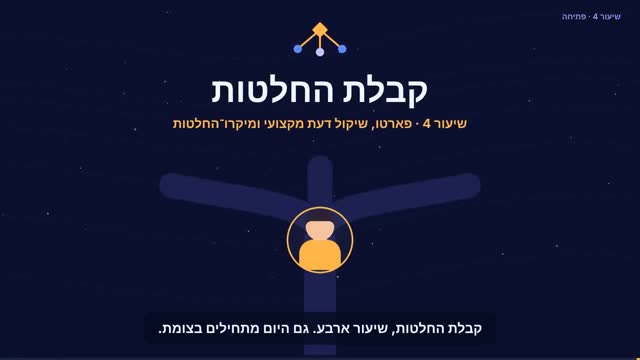 שיעור 4 · פתיחה
קבלת החלטות
שיעור 4 · פארטו, שיקול דעת מקצועי ומיקרו־החלטות
קבלת החלטות, שיעור ארבע. גם היום מתחילים בצומת.